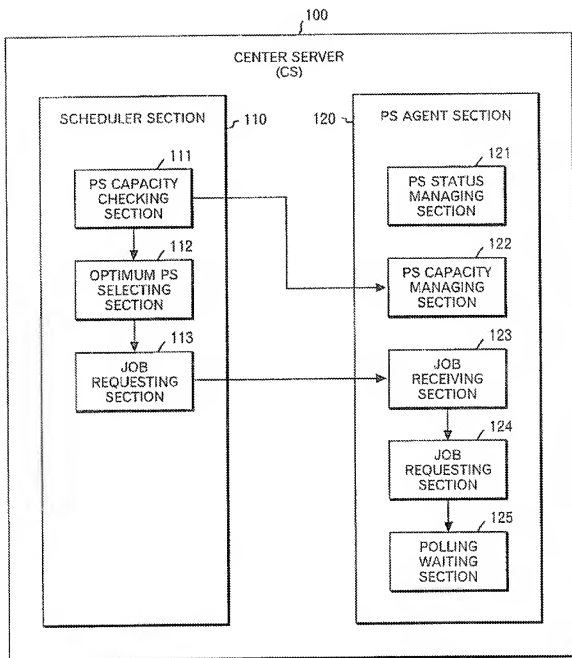 100
CENTER SERVER
(CS)
SCHEDULER SECTION
110
120
PS AGENT SECTION
111
PS CAPACITY
CHECKING
SECTION
112
OPTIMUM PS
SELECTING
SECTION
113
JOB
REQUESTING
SECTION
121
PS STATUS
MANAGING
SECTION
122
PS CAPACITY
MANAGING
SECTION
123
JOB
RECEIVING
SECTION
124
JOB
REQUESTING
SECTION
125
POLLING
WAITING
SECTION